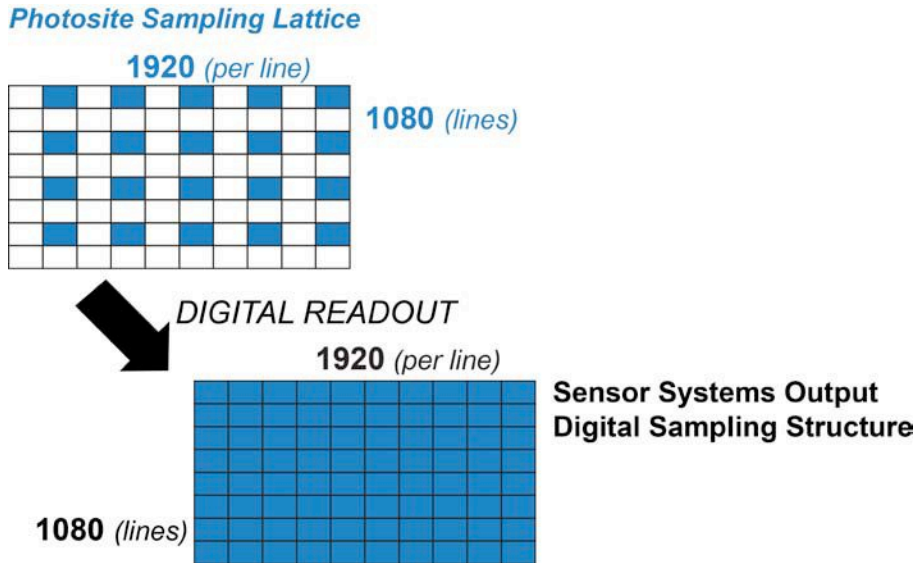 Photosite Sampling Lattice
1920 (per line)
1080 (lines)
DIGITAL READOUT
1920 (per line)
Sensor Systems Output
Digital Sampling Structure
1080 (lines)